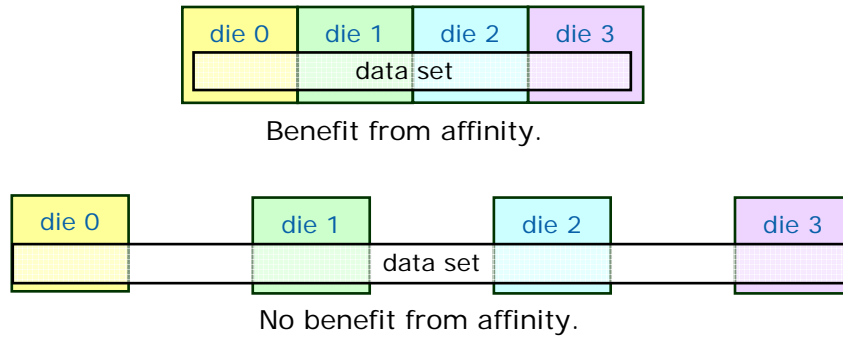 die 0 die 1 die 2 die 3
data set
Benefit from affinity.
die 0 die 1 die 2 die 3
data set
No benefit from affinity.